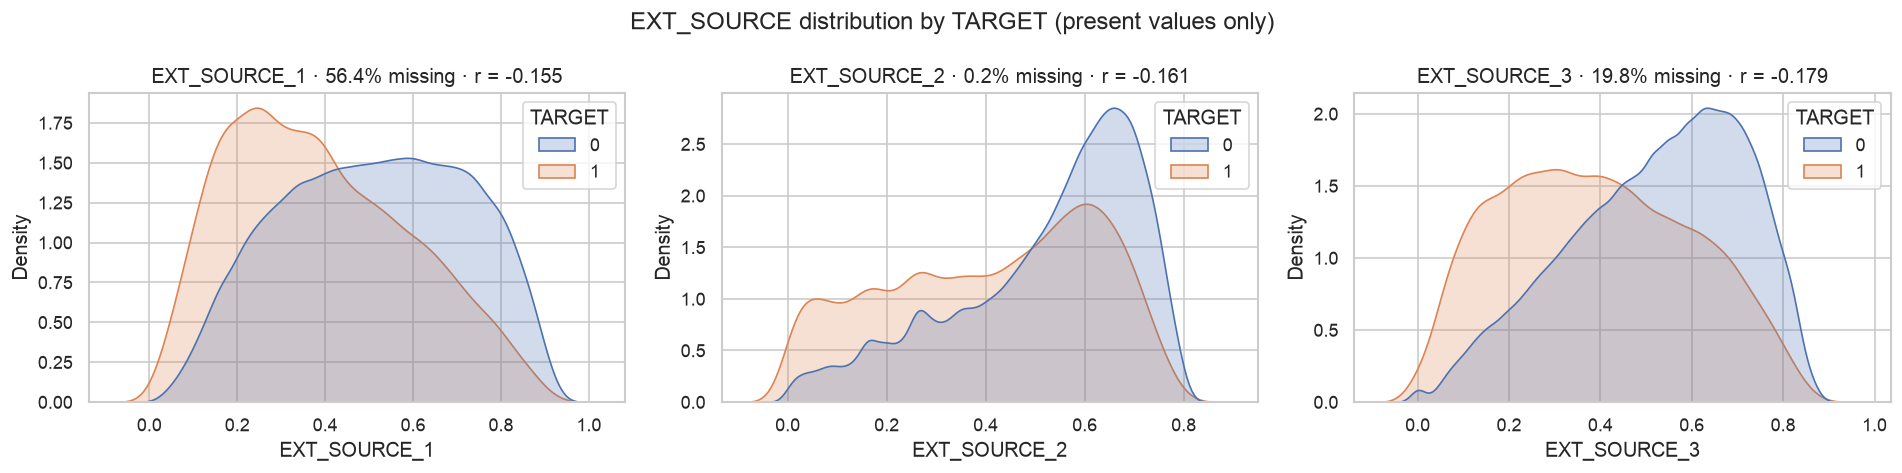 EXT_SOURCE distribution by TARGET (present values only)
EXT_SOURCE_1 · 56.4% missing · r = -0.155
TARGET
0
1
1.75
1.50
1.25
1.00
0.75
0.50
0.25
0.00
Density
0.0 0.2 0.4 0.6 0.8 1.0
EXT_SOURCE_1
EXT_SOURCE_2 · 0.2% missing · r = -0.161
TARGET
0
1
2.5
2.0
1.5
1.0
0.5
0.0
Density
0.0 0.2 0.4 0.6 0.8
EXT_SOURCE_2
EXT_SOURCE_3 · 19.8% missing · r = -0.179
TARGET
0
1
2.0
1.5
1.0
0.5
0.0
Density
0.0 0.2 0.4 0.6 0.8 1.0
EXT_SOURCE_3